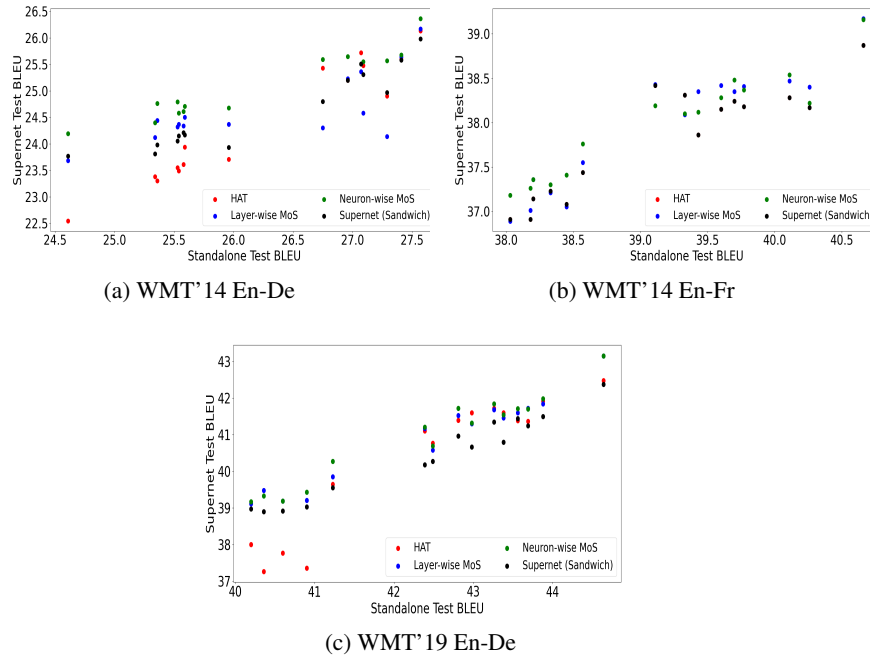 26.5
26.0
25.5
25.0
24.5
24.0
23.5
23.0
22.5
Supernet Test BLEU
HAT
Layer-wise MoS
Neuron-wise MoS
Supernet (Sandwich)
24.5 25.0 25.5 26.0 26.5 27.0 27.5
Standalone Test BLEU
(a) WMT'14 En-De
39.0
38.5
38.0
37.5
37.0
Supernet Test BLEU
HAT
Layer-wise MoS
Neuron-wise MoS
Supernet (Sandwich)
38.0 38.5 39.0 39.5 40.0 40.5
Standalone Test BLEU
(b) WMT'14 En-Fr
43
42
41
40
39
38
37
Supernet Test BLEU
HAT
Layer-wise MoS
Neuron-wise MoS
Supernet (Sandwich)
40 41 42 43 44
Standalone Test BLEU
(c) WMT'19 En-De